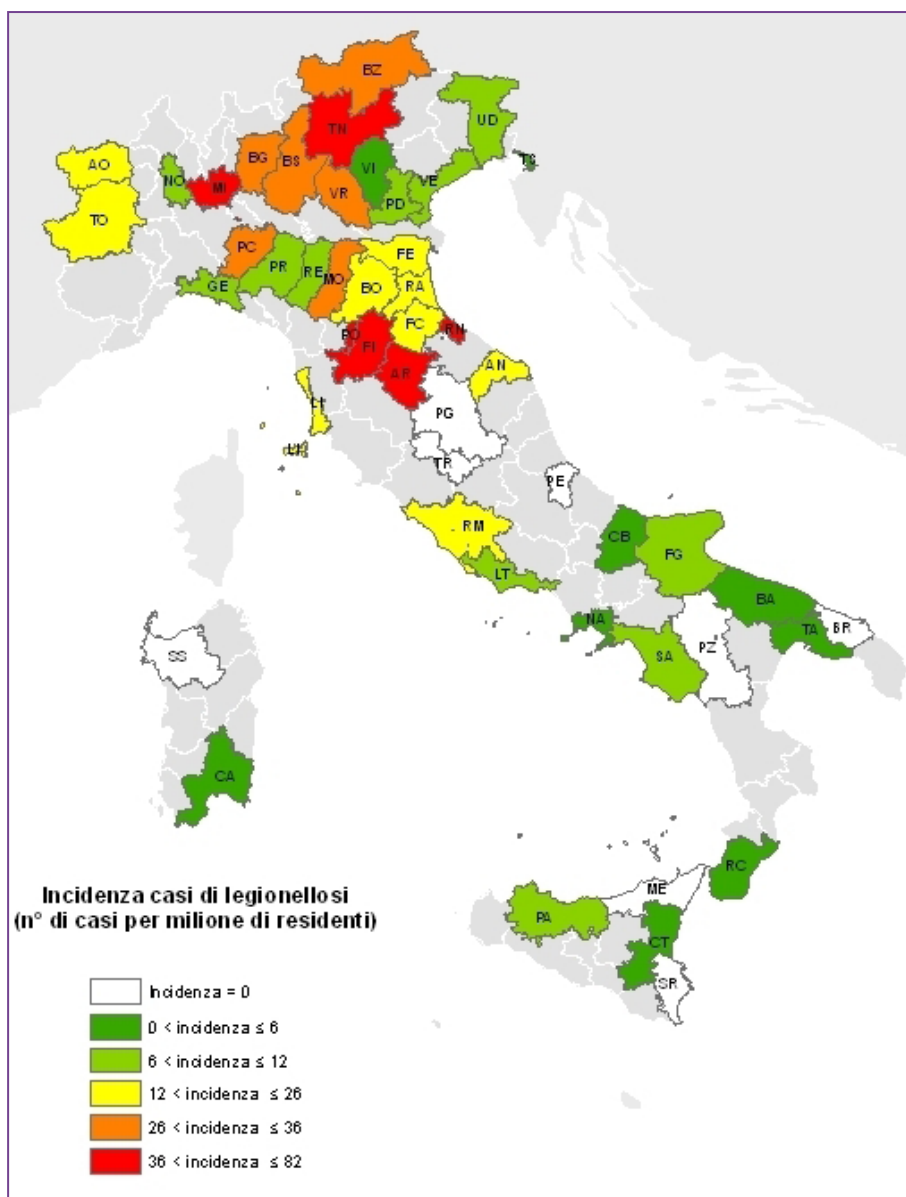 BZ
TN
UD
AO
NO
MI
BG
BS
VI
VE
TS
TO
VR
PD
PC
PR
RE
MO
FE
GE
BO
RA
FC
PO
FI
RN
AR
AN
LI
PG
LI
TR
PE
RM
CB
FG
LT
BA
NA
TA
BR
SS
SA
PZ
CA
RC
ME
PA
CT
SR
Incidenza casi di legionellosi
(n° di casi per milione di residenti)
Incidenza = 0
0 < incidenza ≤ 6
6 < incidenza ≤ 12
12 < incidenza ≤ 26
26 < incidenza ≤ 36
36 < incidenza ≤ 82